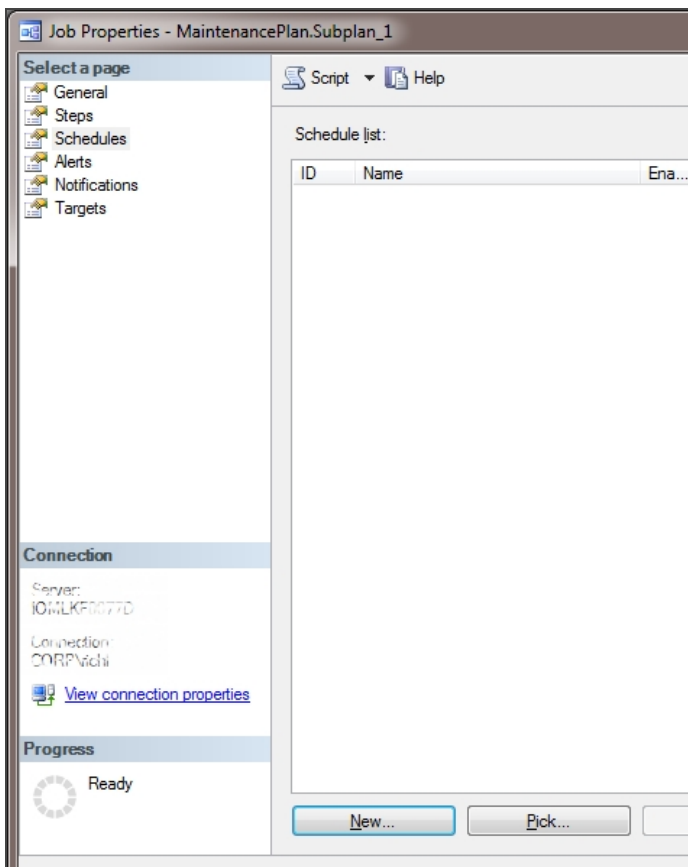 Job Properties - MaintenancePlan.Subplan_1
Select a page
General
Steps
Schedules
Alerts
Notifications
Targets
Script
Help
Schedule list:
ID Name Ena...
Connection
Server:
Connection:
View connection properties
Progress
Ready
New... Pick...